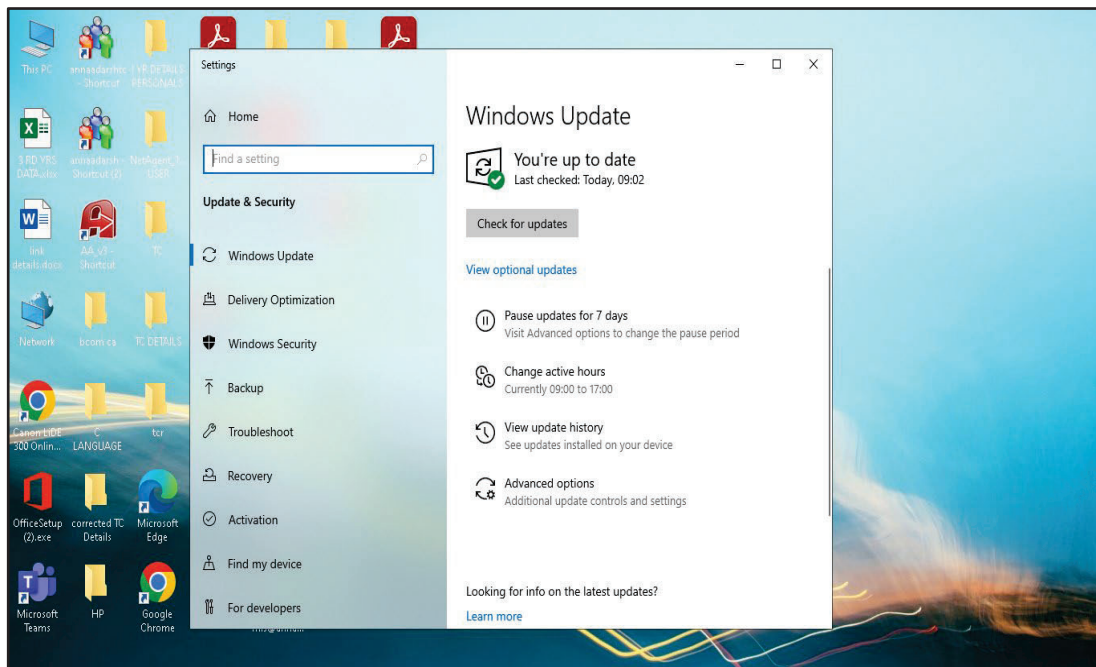 This PC
annaadarshic
- Shortcut
I YR DETAILS
PERSONALS
3 RD YRS
DATA.xlsx
annaadarsh -
Shortcut (2)
USER
link
details.docx
AA_v3 -
Shortcut
TC
Network
bcom ca
TC DETAILS
Canon LiDE
300 Onlin...
C
LANGUAGE
tcr
OfficeSetup
(2).exe
corrected TC
Details
Microsoft
Edge
Microsoft
Teams
HP
Google
Chrome
Settings
Home
Find a setting
Update & Security
Windows Update
Delivery Optimization
Windows Security
Backup
Troubleshoot
Recovery
Activation
Find my device
For developers
Windows Update
You're up to date
Last checked: Today, 09:02
Check for updates
View optional updates
Pause updates for 7 days
Visit Advanced options to change the pause period
Change active hours
Currently 09:00 to 17:00
View update history
See updates installed on your device
Advanced options
Additional update controls and settings
Looking for info on the latest updates?
Learn more